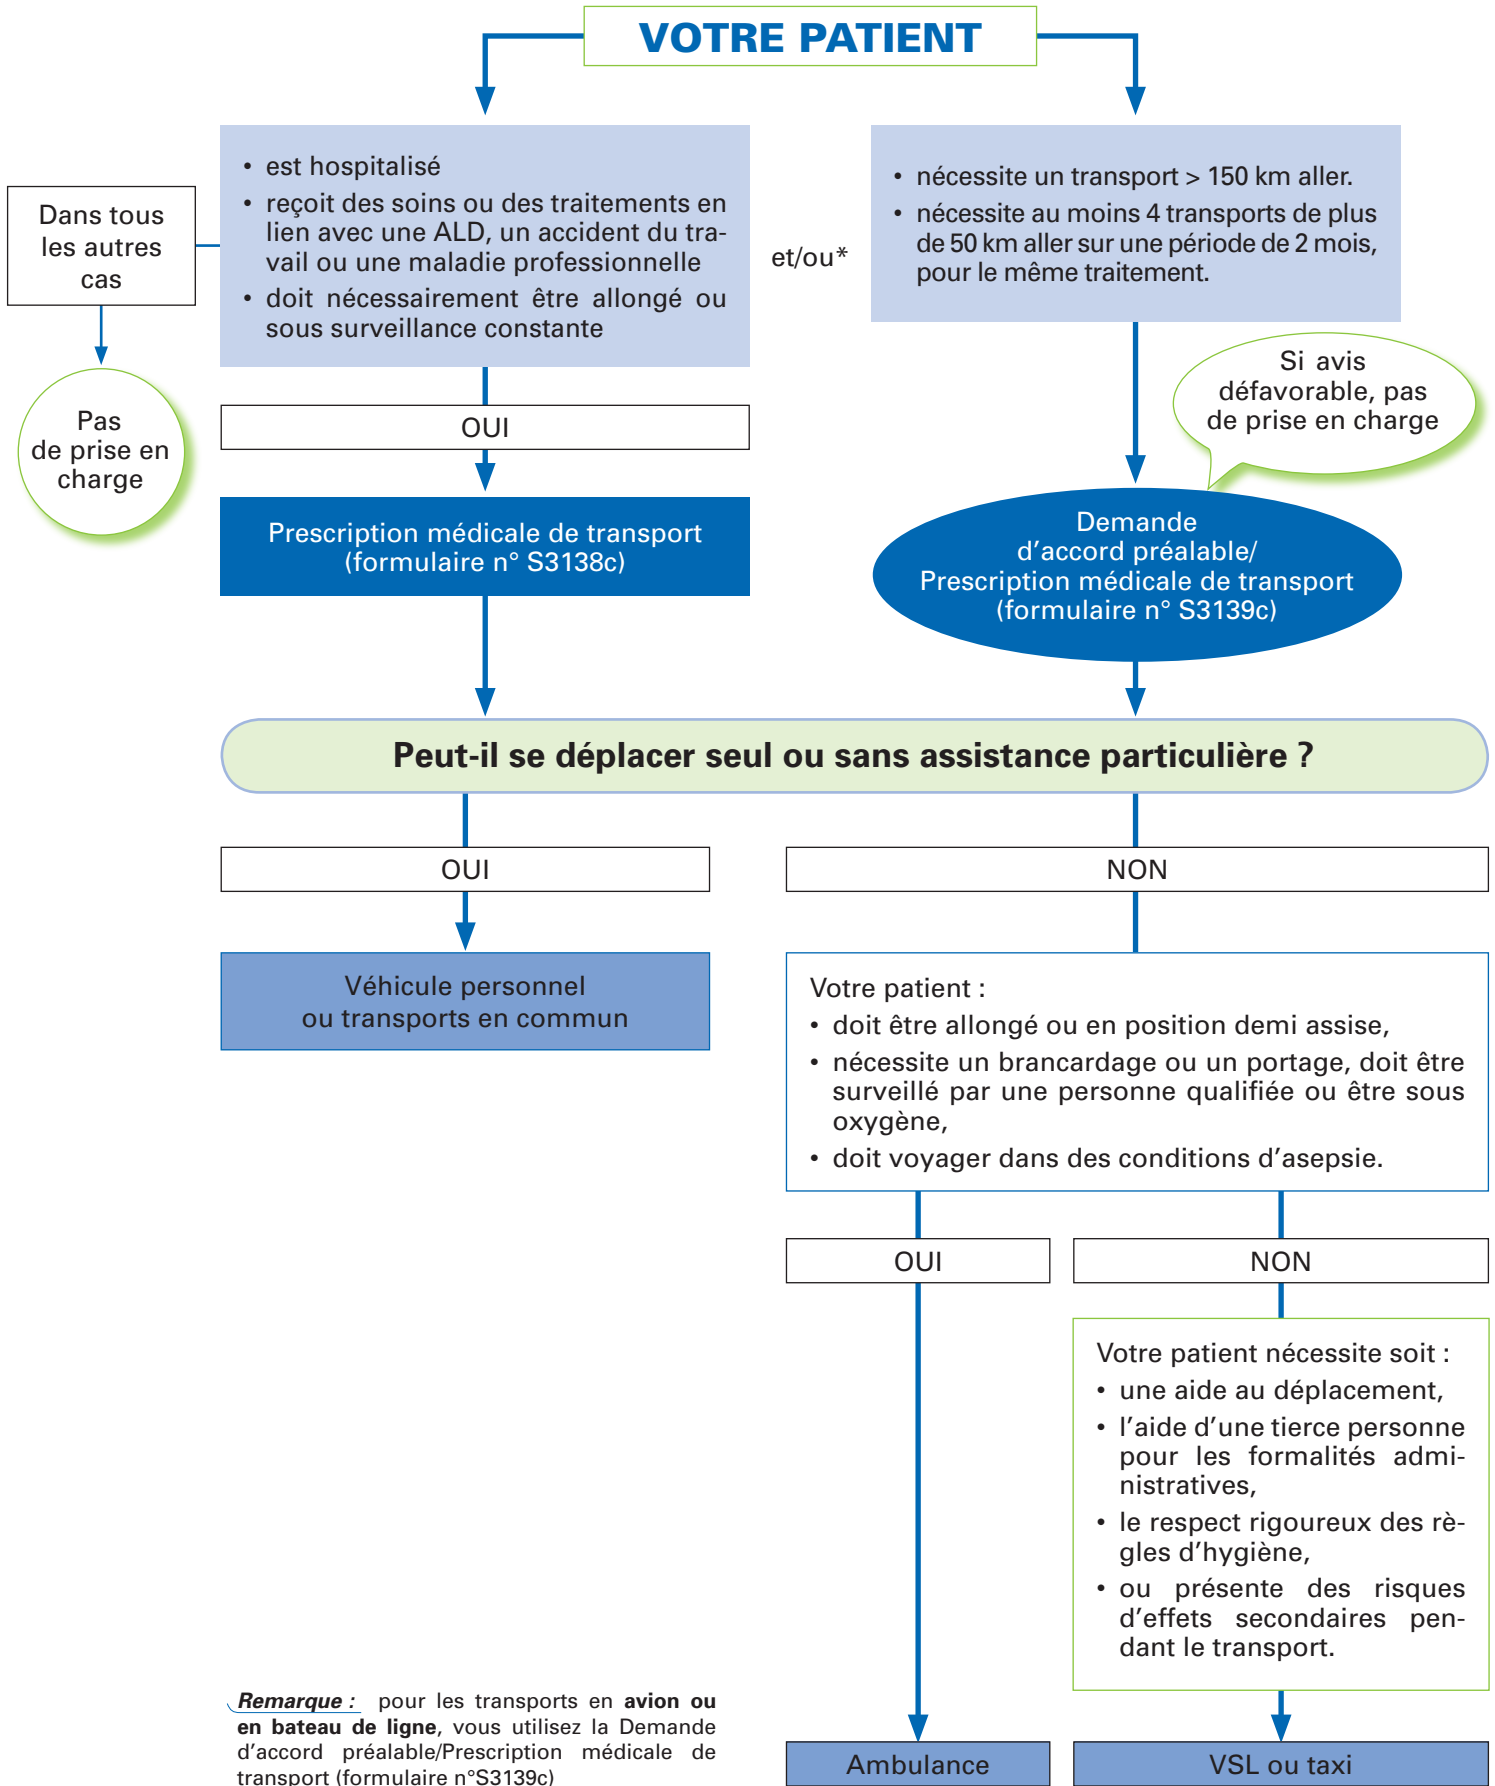 VOTRE PATIENT
Dans tous
les autres
cas
Pas
de prise en
charge
• est hospitalisé
• reçoit des soins ou des traitements en
lien avec une ALD, un accident du tra-
vail ou une maladie professionnelle
• doit nécessairement être allongé ou
sous surveillance constante
et/ou*
• nécessite un transport > 150 km aller.
• nécessite au moins 4 transports de plus
de 50 km aller sur une période de 2 mois,
pour le même traitement.
Si avis
défavorable, pas
de prise en charge
OUI
Prescription médicale de transport
(formulaire n° S3138c)
Demande
d’accord préalable/
Prescription médicale de transport
(formulaire n° S3139c)
Peut-il se déplacer seul ou sans assistance particulière ?
OUI
NON
Véhicule personnel
ou transports en commun
Votre patient :
• doit être allongé ou en position demi assise,
• nécessite un brancardage ou un portage, doit être
surveillé par une personne qualifiée ou être sous
oxygène,
• doit voyager dans des conditions d’asepsie.
OUI
NON
Votre patient nécessite soit :
• une aide au déplacement,
• l’aide d’une tierce personne
pour les formalités admi-
nistratives,
• le respect rigoureux des rè-
gles d’hygiène,
• ou présente des risques
d’effets secondaires pen-
dant le transport.
Remarque : pour les transports en avion ou
en bateau de ligne, vous utilisez la Demande
d’accord préalable/Prescription médicale de
transport (formulaire n°S3139c)
Ambulance
VSL ou taxi